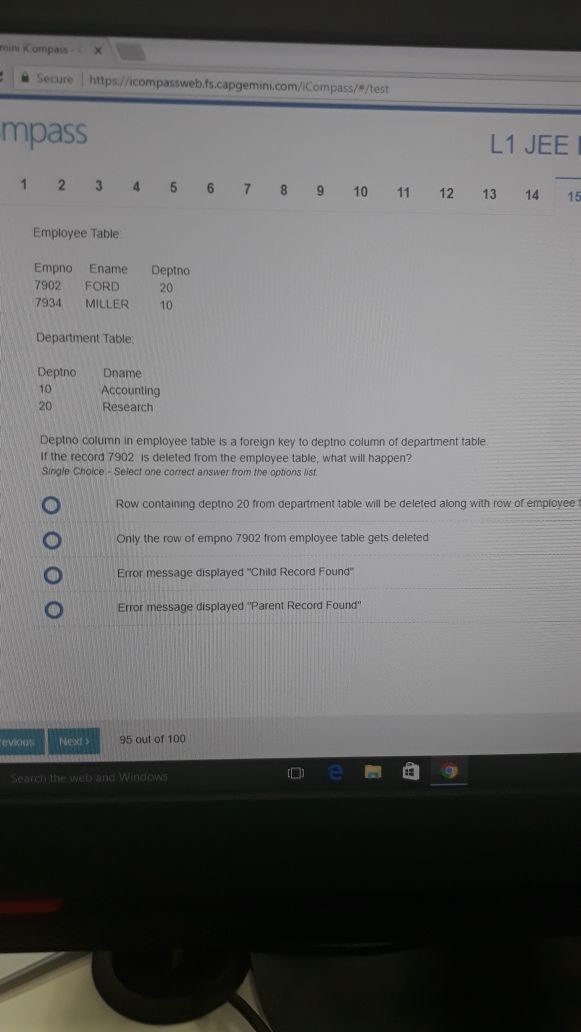 mini iCompass - C x
Secure | https://icompassweb.fs.capgemini.com/iCompass/#/test
mpass
L1 JEE
1 2 3 4 5 6 7 8 9 10 11 12 13 14 15
Employee Table:
Empno Ename Deptno
7902 FORD 20
7934 MILLER 10
Department Table:
Deptno Dname
10 Accounting
20 Research
Deptno column in employee table is a foreign key to deptno column of department table.
If the record 7902 is deleted from the employee table, what will happen?
Single Choice - Select one correct answer from the options list.
Row containing deptno 20 from department table will be deleted along with row of employee t
Only the row of empno 7902 from employee table gets deleted
Error message displayed "Child Record Found"
Error message displayed "Parent Record Found"
evious Next > 95 out of 100
Search the web and Windows